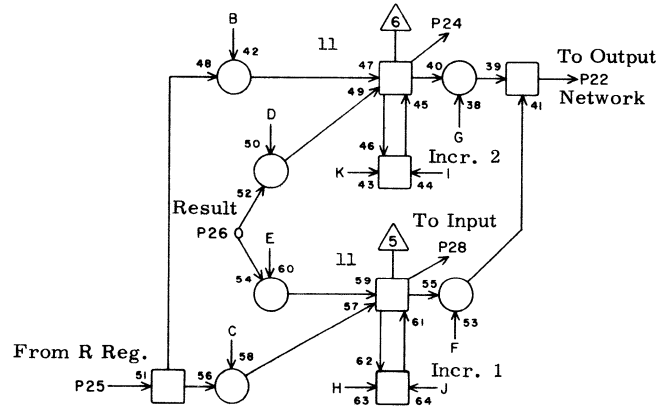 B
11
6
P24
48
42
47
40
39
To Output
P22
49
45
38
41
Network
D
50
46
G
K
43
44
I
Incr. 2
52
Result
To Input
P26
E
5
P28
54
60
11
59
55
57
61
53
C
F
From R Reg.
58
62
51
56
P25
Incr. 1
H
63
64
J